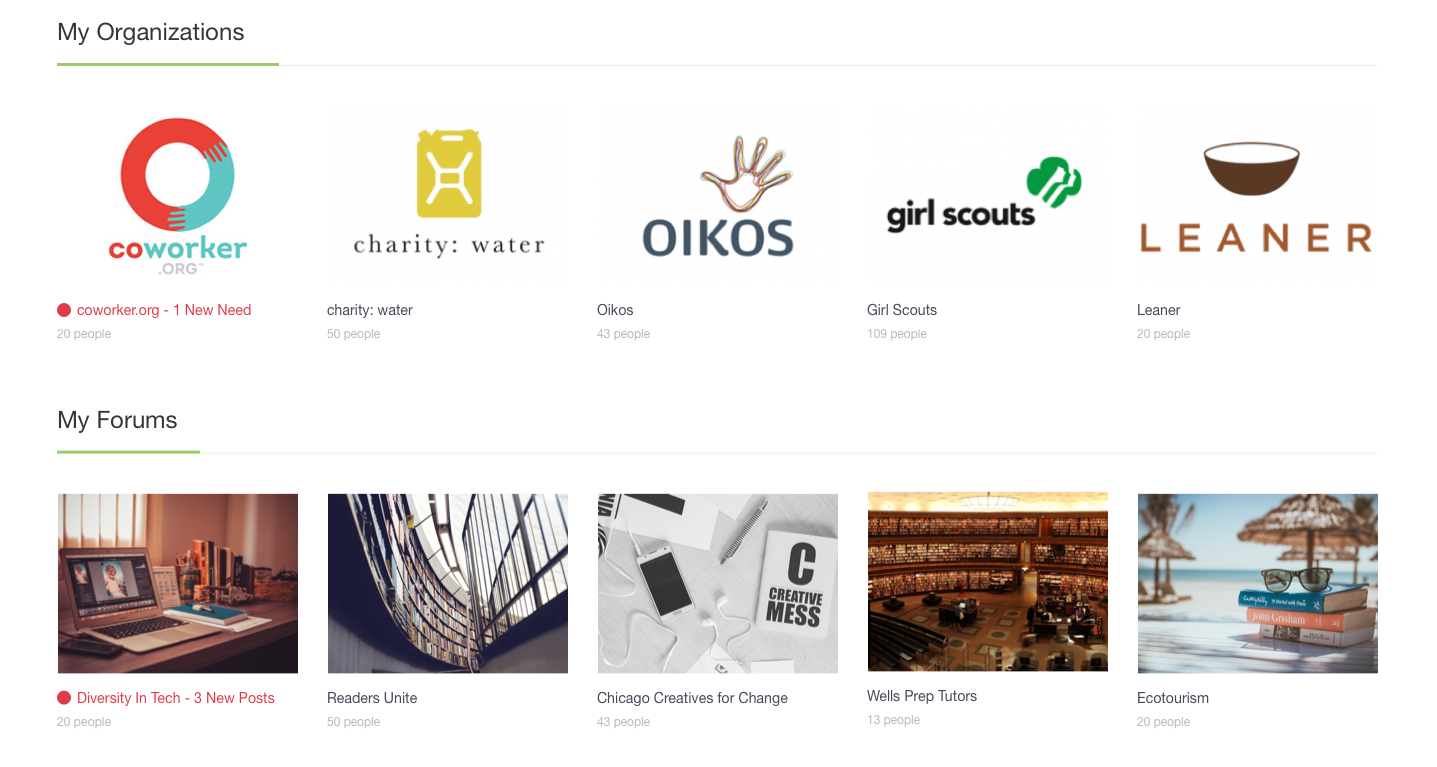 My Organizations
coworker
.ORG™
charity: water
OIKOS
girl scouts
LEANER
coworker.org - 1 New Need
charity: water
Oikos
Girl Scouts
Leaner
20 people
50 people
43 people
109 people
20 people
My Forums
C
CREATIVE
MESS
John Grisham
Diversity In Tech - 3 New Posts
Readers Unite
Chicago Creatives for Change
Wells Prep Tutors
Ecotourism
20 people
50 people
43 people
13 people
20 people